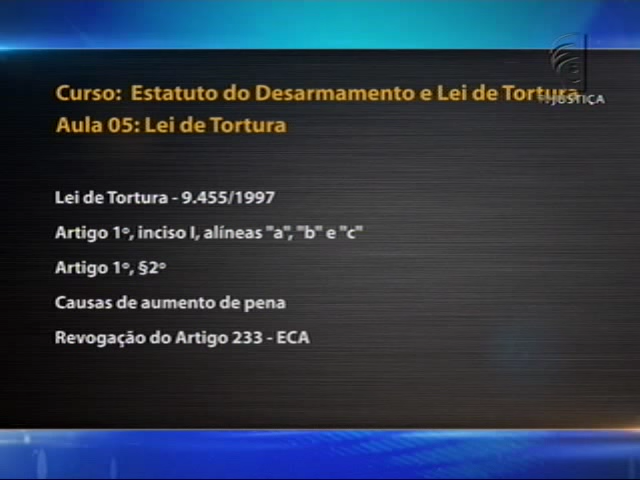 Curso: Estatuto do Desarmamento e Lei de Tortura
TV JUSTIÇA
Aula 05: Lei de Tortura
Lei de Tortura - 9.455/1997
Artigo 1º, inciso I, alíneas "a", "b" e "c"
Artigo 1º, §2º
Causas de aumento de pena
Revogação do Artigo 233 - ECA